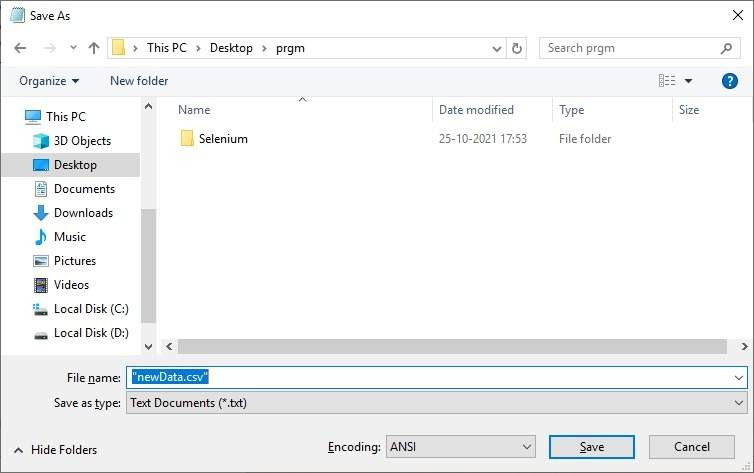 Save As
This PC > Desktop > prgm
Search prgm
Organize
New folder
Name
Date modified
Type
Size
This PC
3D Objects
Desktop
Documents
Downloads
Music
Pictures
Videos
Local Disk (C:)
Local Disk (D:)
Selenium
25-10-2021 17:53
File folder
File name:
"newData.csv"
Save as type:
Text Documents (*.txt)
Hide Folders
Encoding:
ANSI
Save
Cancel